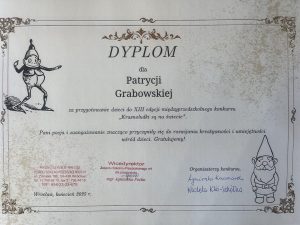 DYPLOM
dla
Patrycji
Grabowskiej
za przygotowanie dzieci do XIII edycji międzyprzedszkolnego konkursu
„Krasnoludki są na świecie".
Pani pasja i zaangażowanie znacząco przyczyniły się do rozwijania kreatywności i umiejętności
wśród dzieci. Gratulujemy!
Wicedyrektor
Organizatorzy konkursu
Wrocław, kwiecień 2025 r.